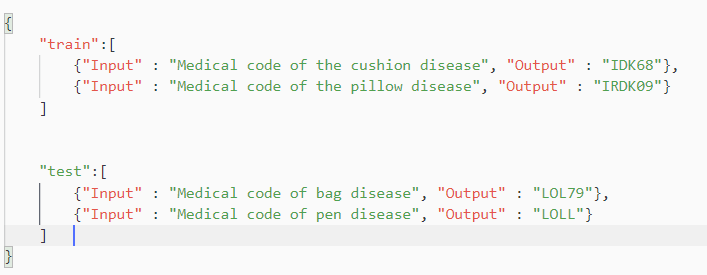 {
"train":[
{"Input" : "Medical code of the cushion disease", "Output" : "IDK68"},
{"Input" : "Medical code of the pillow disease", "Output" : "IRDK09"}
]
"test":[
{"Input" : "Medical code of bag disease", "Output" : "LOL79"},
{"Input" : "Medical code of pen disease", "Output" : "LOLL"}
]
}